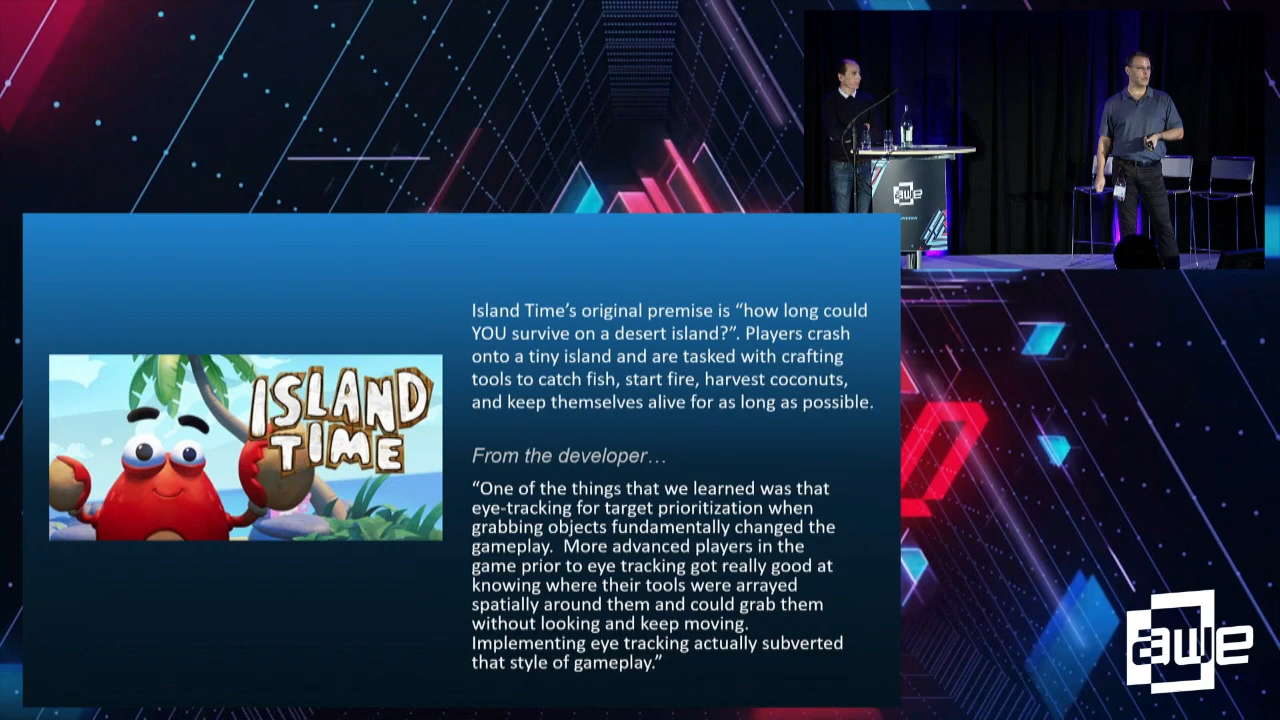 awe
Island Time’s original premise is “how long could
YOU survive on a desert island?”. Players crash
onto a tiny island and are tasked with crafting
tools to catch fish, start fire, harvest coconuts,
and keep themselves alive for as long as possible.
ISLAND
TIME
From the developer…
“One of the things that we learned was that
eye-tracking for target prioritization when
grabbing objects fundamentally changed the
gameplay.  More advanced players in the
game prior to eye tracking got really good at
knowing where their tools were arrayed
spatially around them and could grab them
without looking and keep moving.
Implementing eye tracking actually subverted
that style of gameplay.”
awe